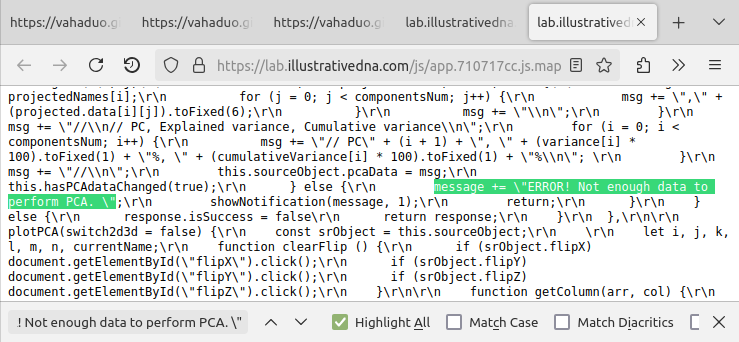 https://vahaduo.g
https://vahaduo.g
https://vahaduo.g
lab.illustrativedna
lab.illustrativedn
https://lab.illustrativedna.com/js/app.710717cc.js.map
projectedNames[i];\r\n      for (j = 0; j < componentsNum; j++) {\r\n      msg += \",\" +
(projected.data[i][j]).toFixed(6);\r\n      }\r\n      msg += \"\\n\";\r\n      }\r\n
msg += \"//\\n// PC, Explained variance, Cumulative variance\\n\";\r\n      for (i = 0; i <
componentsNum; i++) {\r\n      msg += \"// PC\" + (i + 1) + \", \" + (variance[i] *
100).toFixed(1) + \"%, \" + (cumulativeVariance[i] * 100).toFixed(1) + \"%\\n\"; \r\n      }\r\n
msg += \"//\\n\";\r\n      this.sourceObject.pcaData = msg;\r\n
this.hasPCAdataChanged(true);\r\n      } else {\r\n      message += \"ERROR! Not enough data to
perform PCA. \";\r\n      showNotification(message, 1);\r\n      return;\r\n      }\r\n      }
else {\r\n      response.isSuccess = false\r\n      return response;\r\n      }\r\n  },\r\n\r\n
plotPCA(switch2d3d = false) {\r\n      const srObject = this.sourceObject;\r\n      \r\n      let i, j, k,
l, m, n, currentName;\r\n      function clearFlip () {\r\n      if (srObject.flipX)
document.getElementById(\"flipX\").click();\r\n      if (srObject.flipY)
document.getElementById(\"flipY\").click();\r\n      if (srObject.flipZ)
document.getElementById(\"flipZ\").click();\r\n      }\r\n\r\n      function getColumn(arr, col) {\r\n
! Not enough data to perform PCA. \"
Highlight All
Match Case
Match Diacritics